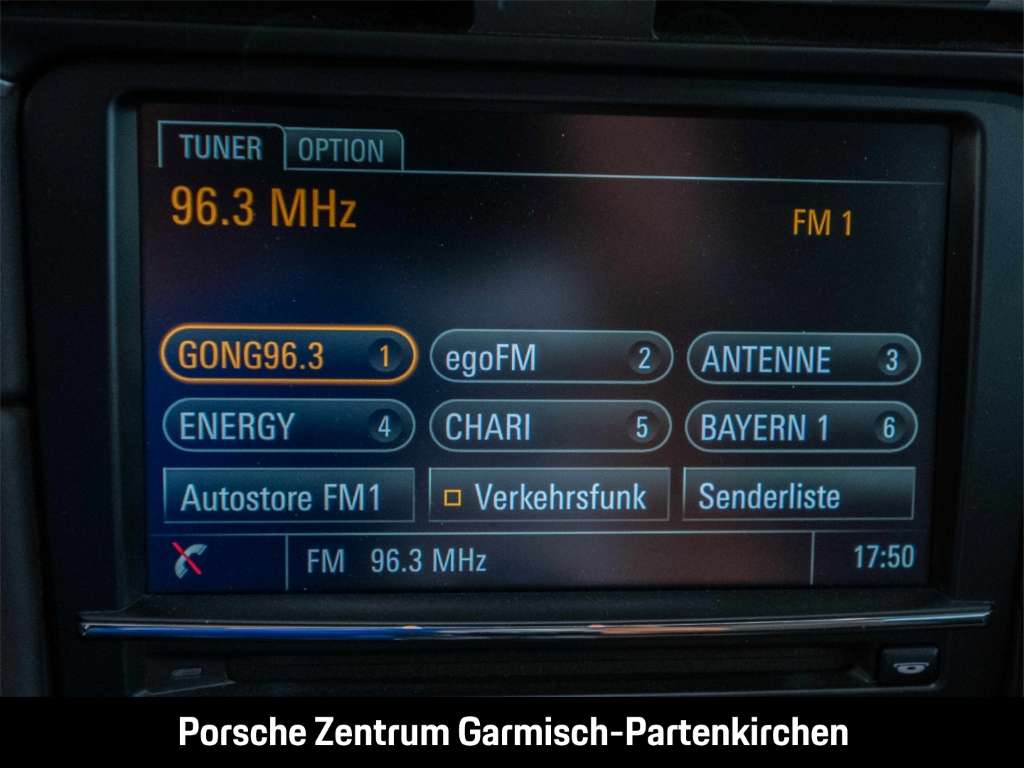 TUNER OPTION
96.3 MHz FM 1
GONG96.3 1 egoFM 2 ANTENNE 3
ENERGY 4 CHARI 5 BAYERN 1 6
Autostore FM1 Verkehrsfunk Senderliste
FM 96.3 MHz 17:50
Porsche Zentrum Garmisch-Partenkirchen